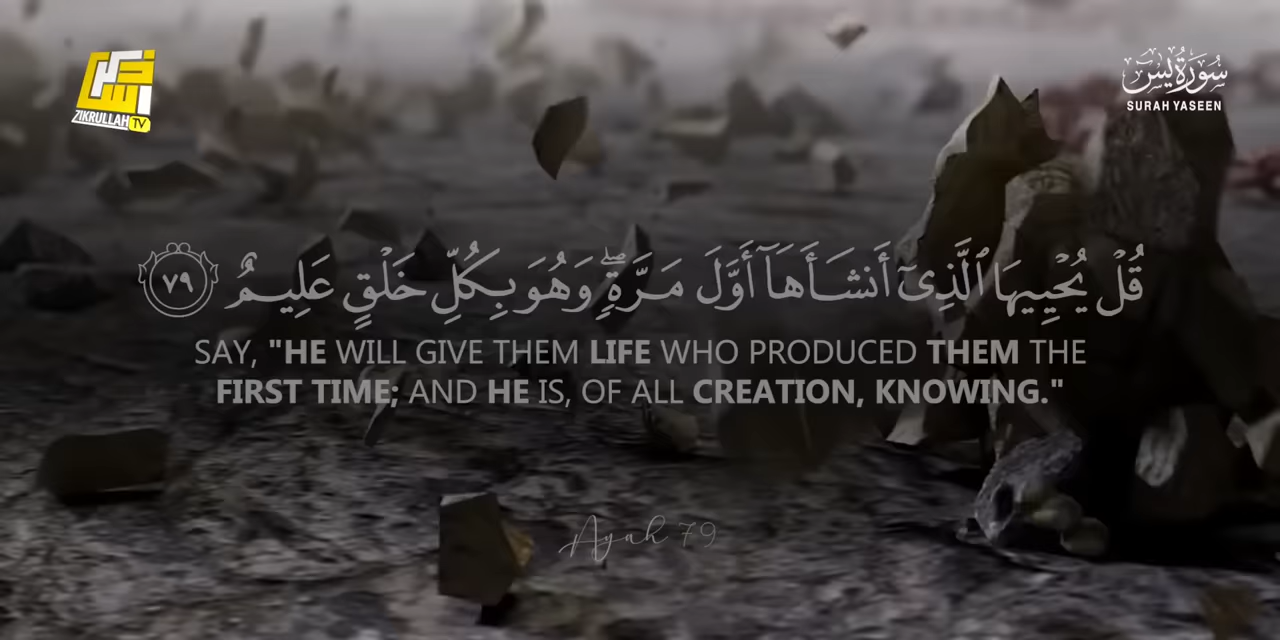 ذكر
الله
ZIKRULLAH TV
سُورَةُ يٰسٓ
SURAH YASEEN
قُلْ يُحْيِيهَا ٱلَّذِىٓ أَنشَأَهَآ أَوَّلَ مَرَّةٍۢ ۖ وَهُوَ بِكُلِّ خَلْقٍ عَلِيمٌ ٧٩
SAY, "HE WILL GIVE THEM LIFE WHO PRODUCED THEM THE
FIRST TIME; AND HE IS, OF ALL CREATION, KNOWING."
Ayah 79